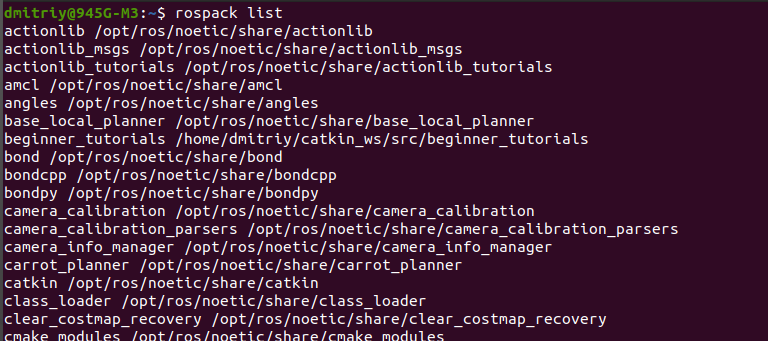 dmitriy@945G-M3:~$ rospack list
actionlib /opt/ros/noetic/share/actionlib
actionlib_msgs /opt/ros/noetic/share/actionlib_msgs
actionlib_tutorials /opt/ros/noetic/share/actionlib_tutorials
amcl /opt/ros/noetic/share/amcl
angles /opt/ros/noetic/share/angles
base_local_planner /opt/ros/noetic/share/base_local_planner
beginner_tutorials /home/dmitriy/catkin_ws/src/beginner_tutorials
bond /opt/ros/noetic/share/bond
bondcpp /opt/ros/noetic/share/bondcpp
bondpy /opt/ros/noetic/share/bondpy
camera_calibration /opt/ros/noetic/share/camera_calibration
camera_calibration_parsers /opt/ros/noetic/share/camera_calibration_parsers
camera_info_manager /opt/ros/noetic/share/camera_info_manager
carrot_planner /opt/ros/noetic/share/carrot_planner
catkin /opt/ros/noetic/share/catkin
class_loader /opt/ros/noetic/share/class_loader
clear_costmap_recovery /opt/ros/noetic/share/clear_costmap_recovery
cmake_modules /opt/ros/noetic/share/cmake_modules